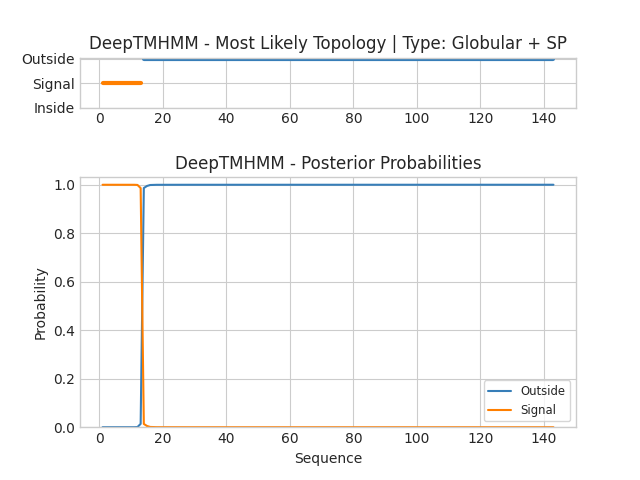 DeepTMHMM - Most Likely Topology | Type: Globular + SP
Outside
Signal
Inside
0 20 40 60 80 100 120 140
DeepTMHMM - Posterior Probabilities
1.0
0.8
0.6
0.4
0.2
0.0
Probability
Outside
Signal
0 20 40 60 80 100 120 140
Sequence